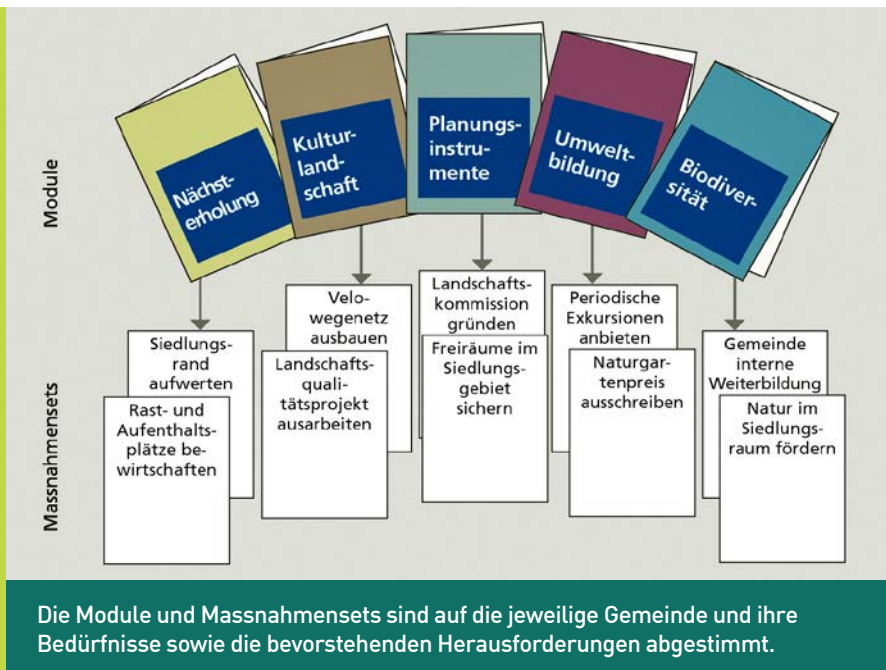 Module
Nächst-
erholung
Kultur-
land-
schaft
Planungs-
instru-
mente
Umwelt-
bildung
Biodiver-
sität
Massnahmensets
Siedlungs-
rand
aufwerten
Rast- und
Aufenthalts-
plätze be-
wirtschaften
Velo-
wegenetz
ausbauen
Landschafts-
quali-
tätsprojekt
ausarbeiten
Landschafts-
kommission
gründen
Freiräume im
Siedlungs-
gebiet
sichern
Periodische
Exkursionen
anbieten
Naturgar-
tenpreis
ausschreiben
Gemeinde
interne
Weiterbildung
Natur im
Siedlungs-
raum fördern
Die Module und Massnahmensets sind auf die jeweilige Gemeinde und ihre
Bedürfnisse sowie die bevorstehenden Herausforderungen abgestimmt.